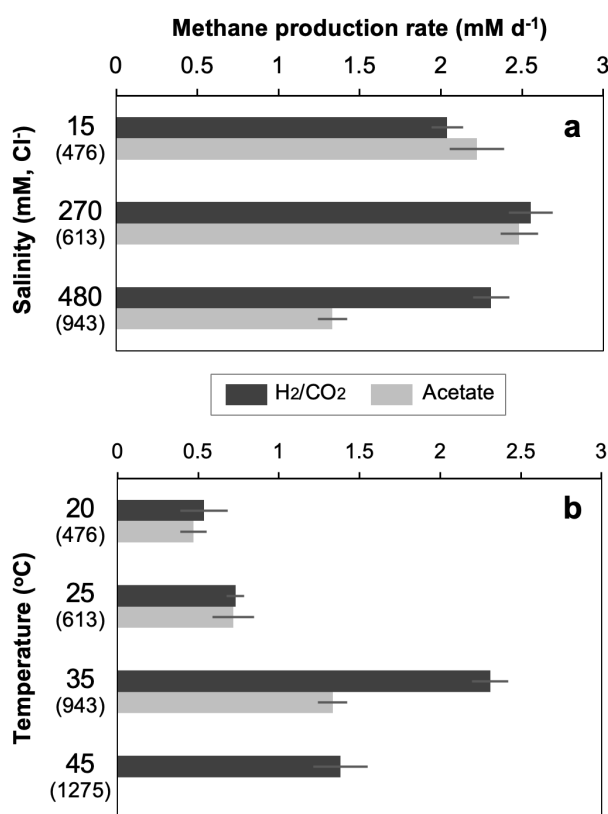 Methane production rate (mM d-1)
0 0.5 1 1.5 2 2.5 3
Salinity (mM, Cl-)
15
(476)
a
270
(613)
480
(943)
H2/CO2 Acetate
0 0.5 1 1.5 2 2.5 3
Temperature (ºC)
20
(476)
b
25
(613)
35
(943)
45
(1275)